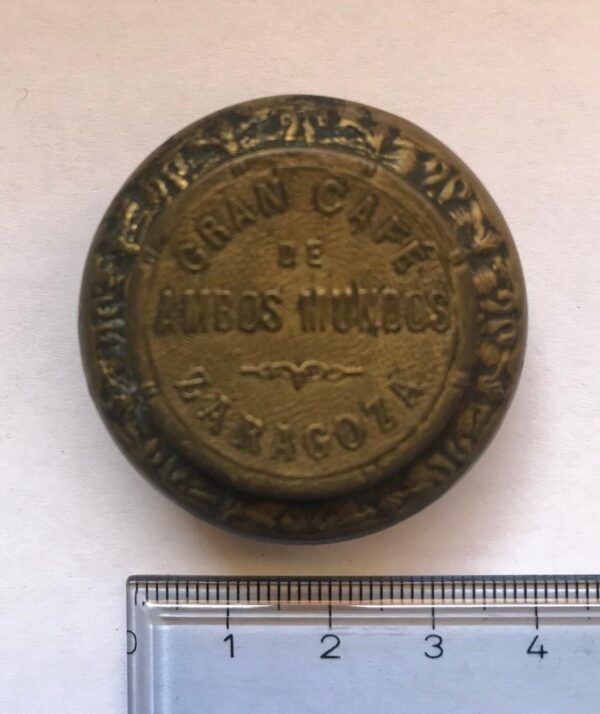 GRAN CAFÉ
DE
AMBOS MUNDOS
ZARAGOZA
0 1 2 3 4